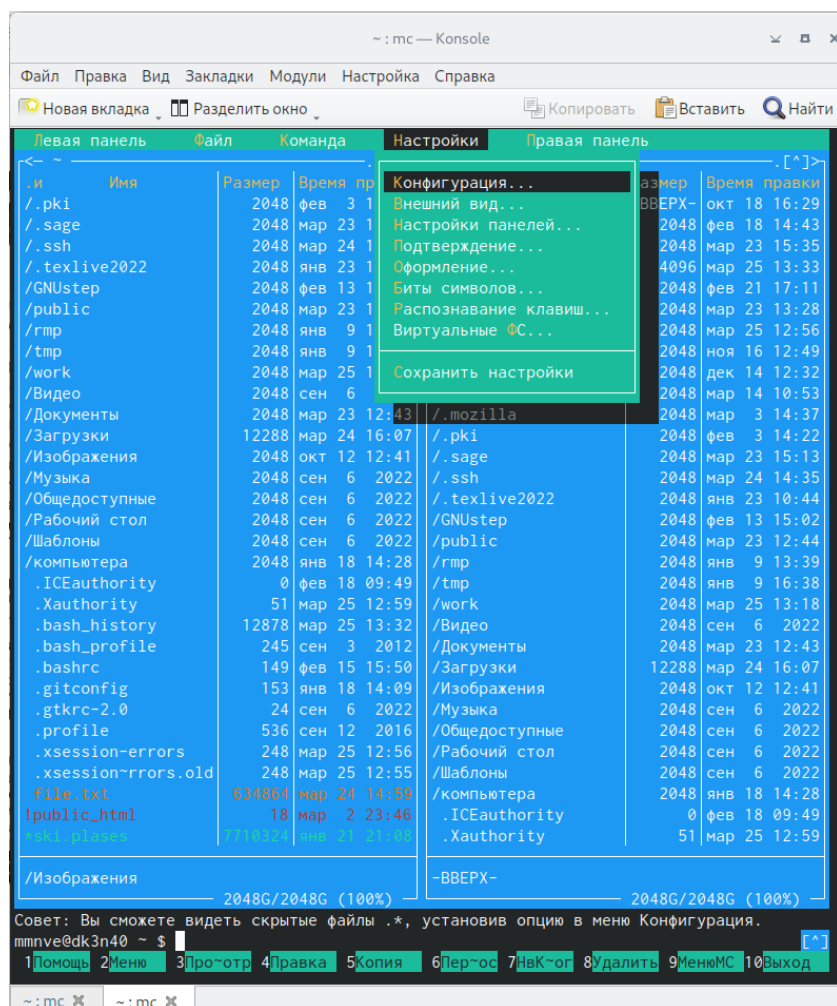 ~ : mc — Konsole
Файл Правка Вид Закладки Модули Настройка Справка
Новая вкладка Разделить окно Копировать Вставить Найти
Левая панель Файл Команда Настройки Правая панель
<— ~ .[^]>
.и Имя Размер Время пр азмер Время правки
/.pki 2048 фев 3 1 Конфигурация... ВВЕРХ- окт 18 16:29
/.sage 2048 мар 23 1 Внешний вид... 2048 фев 18 14:43
/.ssh 2048 мар 24 1 Настройки панелей... 2048 мар 23 15:35
/.texlive2022 2048 янв 23 1 Подтверждение... 4096 мар 25 13:33
/GNUstep 2048 фев 13 1 Оформление... 2048 фев 21 17:11
/public 2048 мар 23 1 Биты символов... 2048 мар 23 13:28
/rmp 2048 янв 9 1 Распознавание клавиш... 2048 мар 25 12:56
/tmp 2048 янв 9 1 Виртуальные ФС... 2048 ноя 16 12:49
/work 2048 мар 25 1 Сохранить настройки 2048 дек 14 12:32
/Видео 2048 сен 6 2048 мар 14 10:53
/Документы 2048 мар 23 12:43 /.mozilla 2048 мар 3 14:37
/Загрузки 12288 мар 24 16:07 /.pki 2048 фев 3 14:22
/Изображения 2048 окт 12 12:41 /.sage 2048 мар 23 15:13
/Музыка 2048 сен 6 2022 /.ssh 2048 мар 24 14:35
/Общедоступные 2048 сен 6 2022 /.texlive2022 2048 янв 23 10:44
/Рабочий стол 2048 сен 6 2022 /GNUstep 2048 фев 13 15:02
/Шаблоны 2048 сен 6 2022 /public 2048 мар 23 12:44
/компьютера 2048 янв 18 14:28 /rmp 2048 янв 9 13:39
.ICEauthority 0 фев 18 09:49 /tmp 2048 янв 9 16:38
.Xauthority 51 мар 25 12:59 /work 2048 мар 25 13:18
.bash_history 12878 мар 25 13:32 /Видео 2048 сен 6 2022
.bash_profile 245 сен 3 2012 /Документы 2048 мар 23 12:43
.bashrc 149 фев 15 15:50 /Загрузки 12288 мар 24 16:07
.gitconfig 153 янв 18 14:09 /Изображения 2048 окт 12 12:41
.gtkrc-2.0 24 сен 6 2022 /Музыка 2048 сен 6 2022
.profile 536 сен 12 2016 /Общедоступные 2048 сен 6 2022
.xsession-errors 248 мар 25 12:56 /Рабочий стол 2048 сен 6 2022
.xsession~rrors.old 248 мар 25 12:55 /Шаблоны 2048 сен 6 2022
file.txt 634864 мар 24 14:59 /компьютера 2048 янв 18 14:28
!public_html 18 мар 2 23:46 .ICEauthority 0 фев 18 09:49
*ski.plases 7710324 янв 21 21:08 .Xauthority 51 мар 25 12:59
/Изображения -ВВЕРХ-
2048G/2048G (100%) 2048G/2048G (100%)
Совет: Вы сможете видеть скрытые файлы .*, установив опцию в меню Конфигурация.
mmnve@dk3n40 ~ $ [^]
1Помощь 2Меню 3Про~отр 4Правка 5Копия 6Пер~ос 7НвК~ог 8Удалить 9МенюМС 10Выход
~ : mc ~ : mc